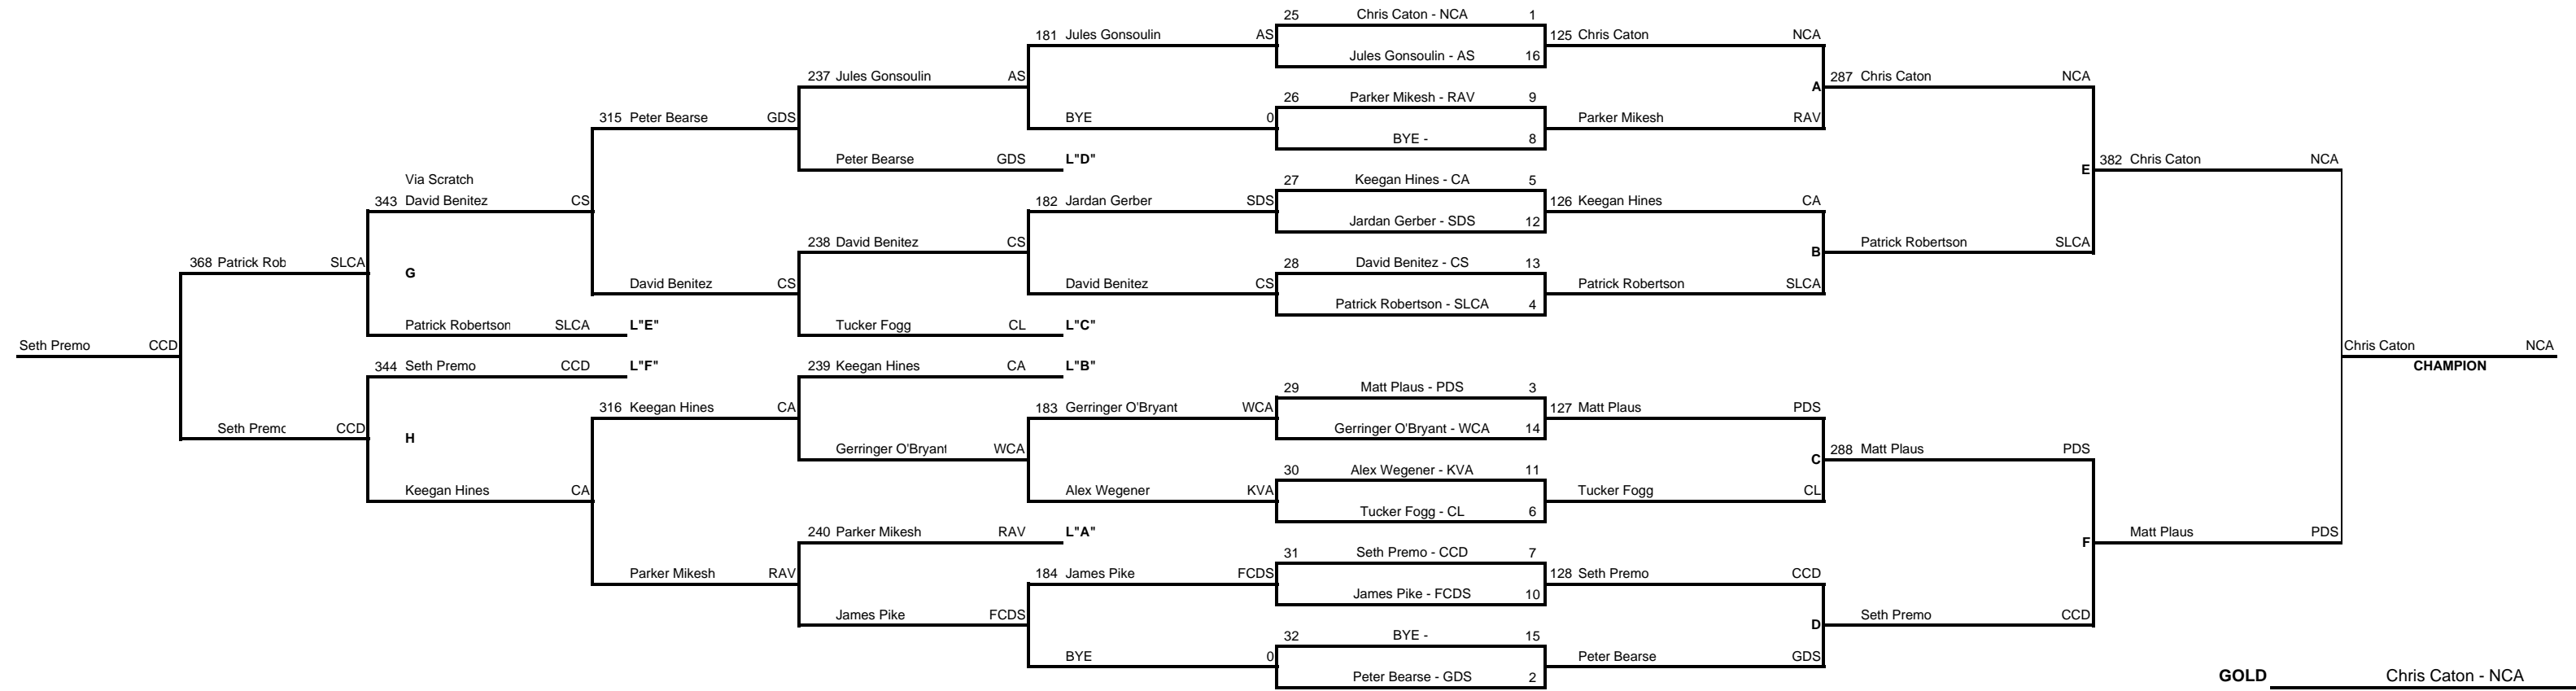 25 Chris Caton - NCA 1
181 Jules Gonsoulin AS 125 Chris Caton NCA
Jules Gonsoulin - AS 16
237 Jules Gonsoulin AS A 287 Chris Caton NCA
26 Parker Mikesh - RAV 9
315 Peter Bearse GDS BYE 0 Parker Mikesh RAV
BYE - 8
Peter Bearse GDS L"D" E 382 Chris Caton NCA
Via Scratch 27 Keegan Hines - CA 5
343 David Benitez CS 182 Jardan Gerber SDS 126 Keegan Hines CA
Jardan Gerber - SDS 12
238 David Benitez CS B Patrick Robertson SLCA
368 Patrick Rob SLCA G 28 David Benitez - CS 13
David Benitez CS David Benitez CS Patrick Robertson SLCA
Patrick Robertson - SLCA 4
Patrick Robertson SLCA L"E" Tucker Fogg CL L"C"
Seth Premo CCD Chris Caton NCA
344 Seth Premo CCD L"F" 239 Keegan Hines CA L"B" CHAMPION
29 Matt Plaus - PDS 3
316 Keegan Hines CA 183 Gerringer O'Bryant WCA 127 Matt Plaus PDS
Seth Premo CCD H Gerringer O'Bryant - WCA 14
Gerringer O'Bryant WCA C 288 Matt Plaus PDS
30 Alex Wegener - KVA 11
Keegan Hines CA Alex Wegener KVA Tucker Fogg CL
Tucker Fogg - CL 6
240 Parker Mikesh RAV L"A" F Matt Plaus PDS
31 Seth Premo - CCD 7
Parker Mikesh RAV 184 James Pike FCDS 128 Seth Premo CCD
James Pike - FCDS 10
James Pike FCDS D Seth Premo CCD
32 BYE - 15
BYE 0 Peter Bearse GDS
Peter Bearse - GDS 2
GOLD Chris Caton - NCA